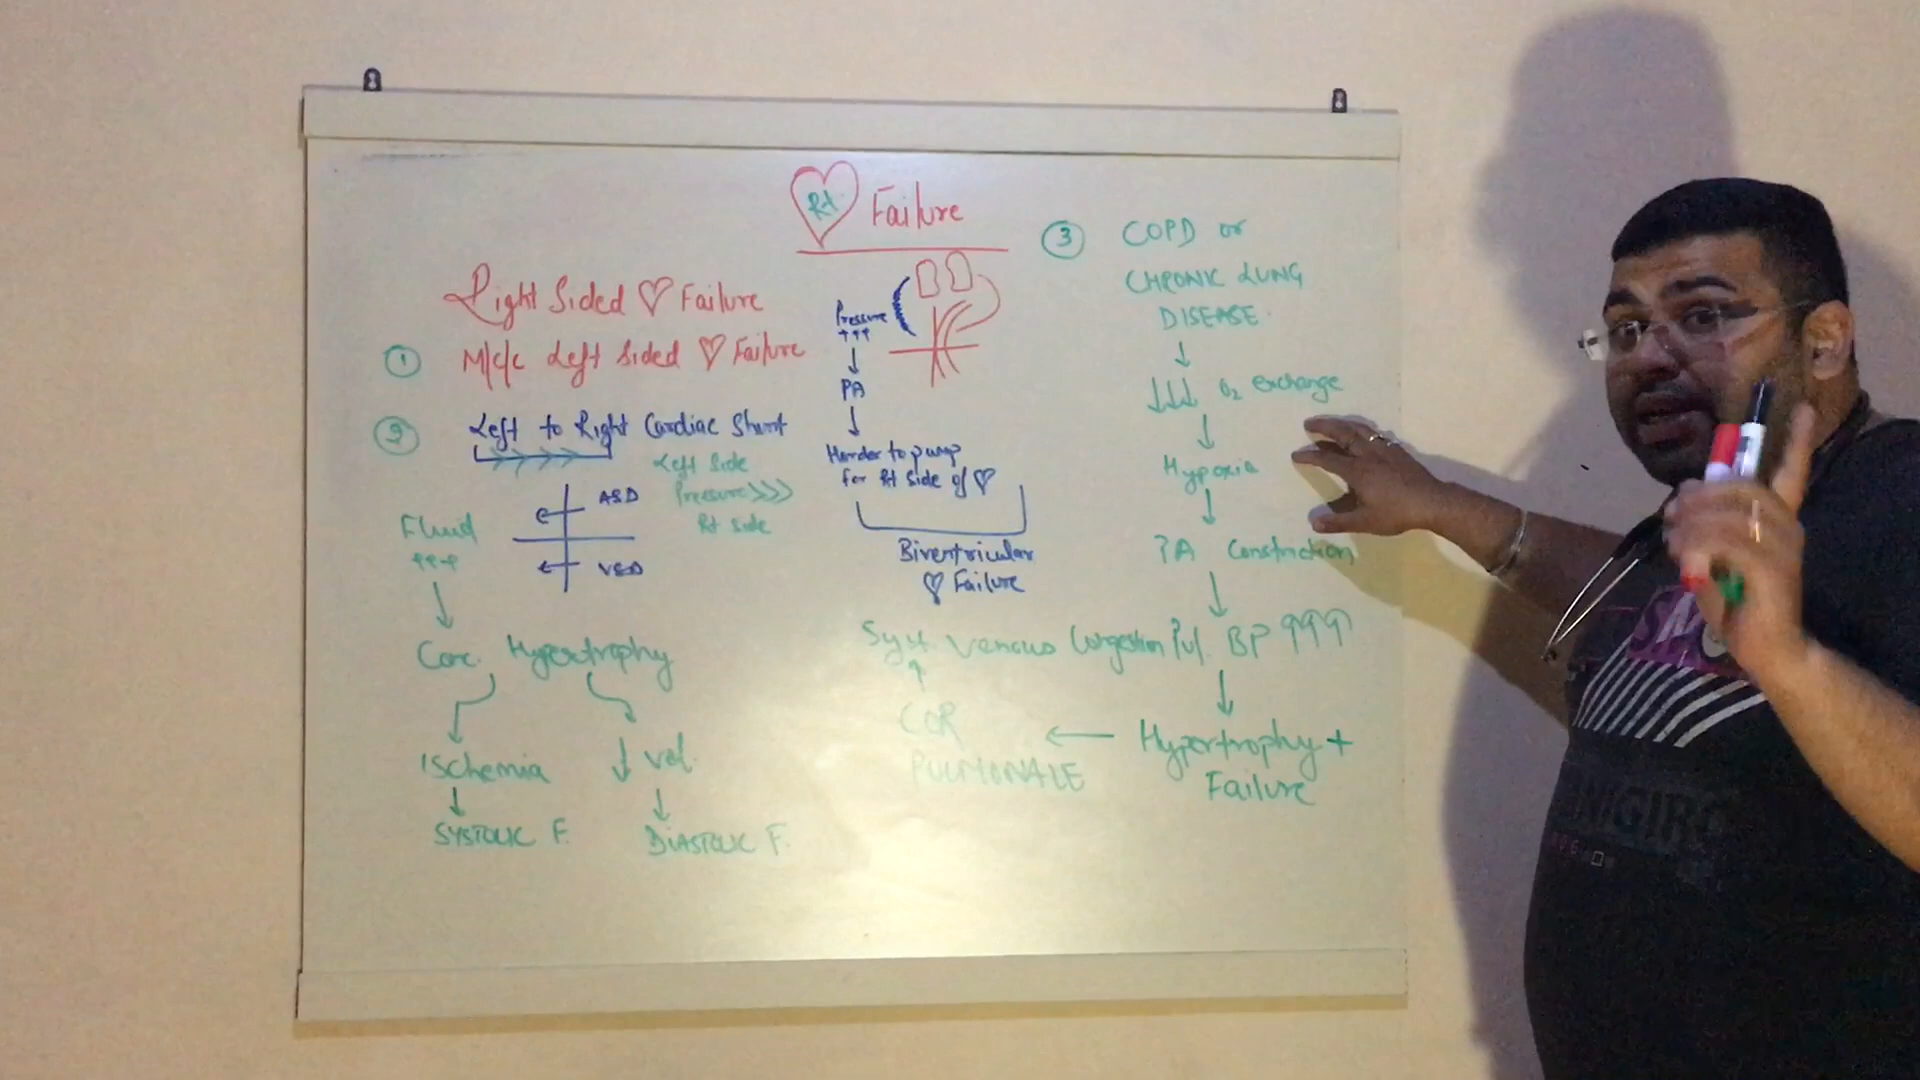 Rt Failure
Right Sided ♡ Failure
① M/c/c Left Sided ♡ Failure
② Left to Right Cardiac Shunt
Left Side
Pressure >>>
Rt Side
ASD
VSD
Fluid
↑↑↑
↓
Conc. Hypertrophy
Ischemia
↓
SYSTOLIC F.
↓ vol.
↓
DIASTOLIC F.
Pressure
↑↑↑
↓
PA
↓
Harder to pump
for Rt side of ♡
Biventricular
♡ Failure
③ COPD or
CHRONIC LUNG
DISEASE.
↓
↓↓↓ O₂ exchange
↓
Hypoxia
↓
PA Constriction
↓
Pul. BP ↑↑↑↑
↓
Hypertrophy +
Failure
←
COR
PULMONALE
↑
Syst. Venous Congestion